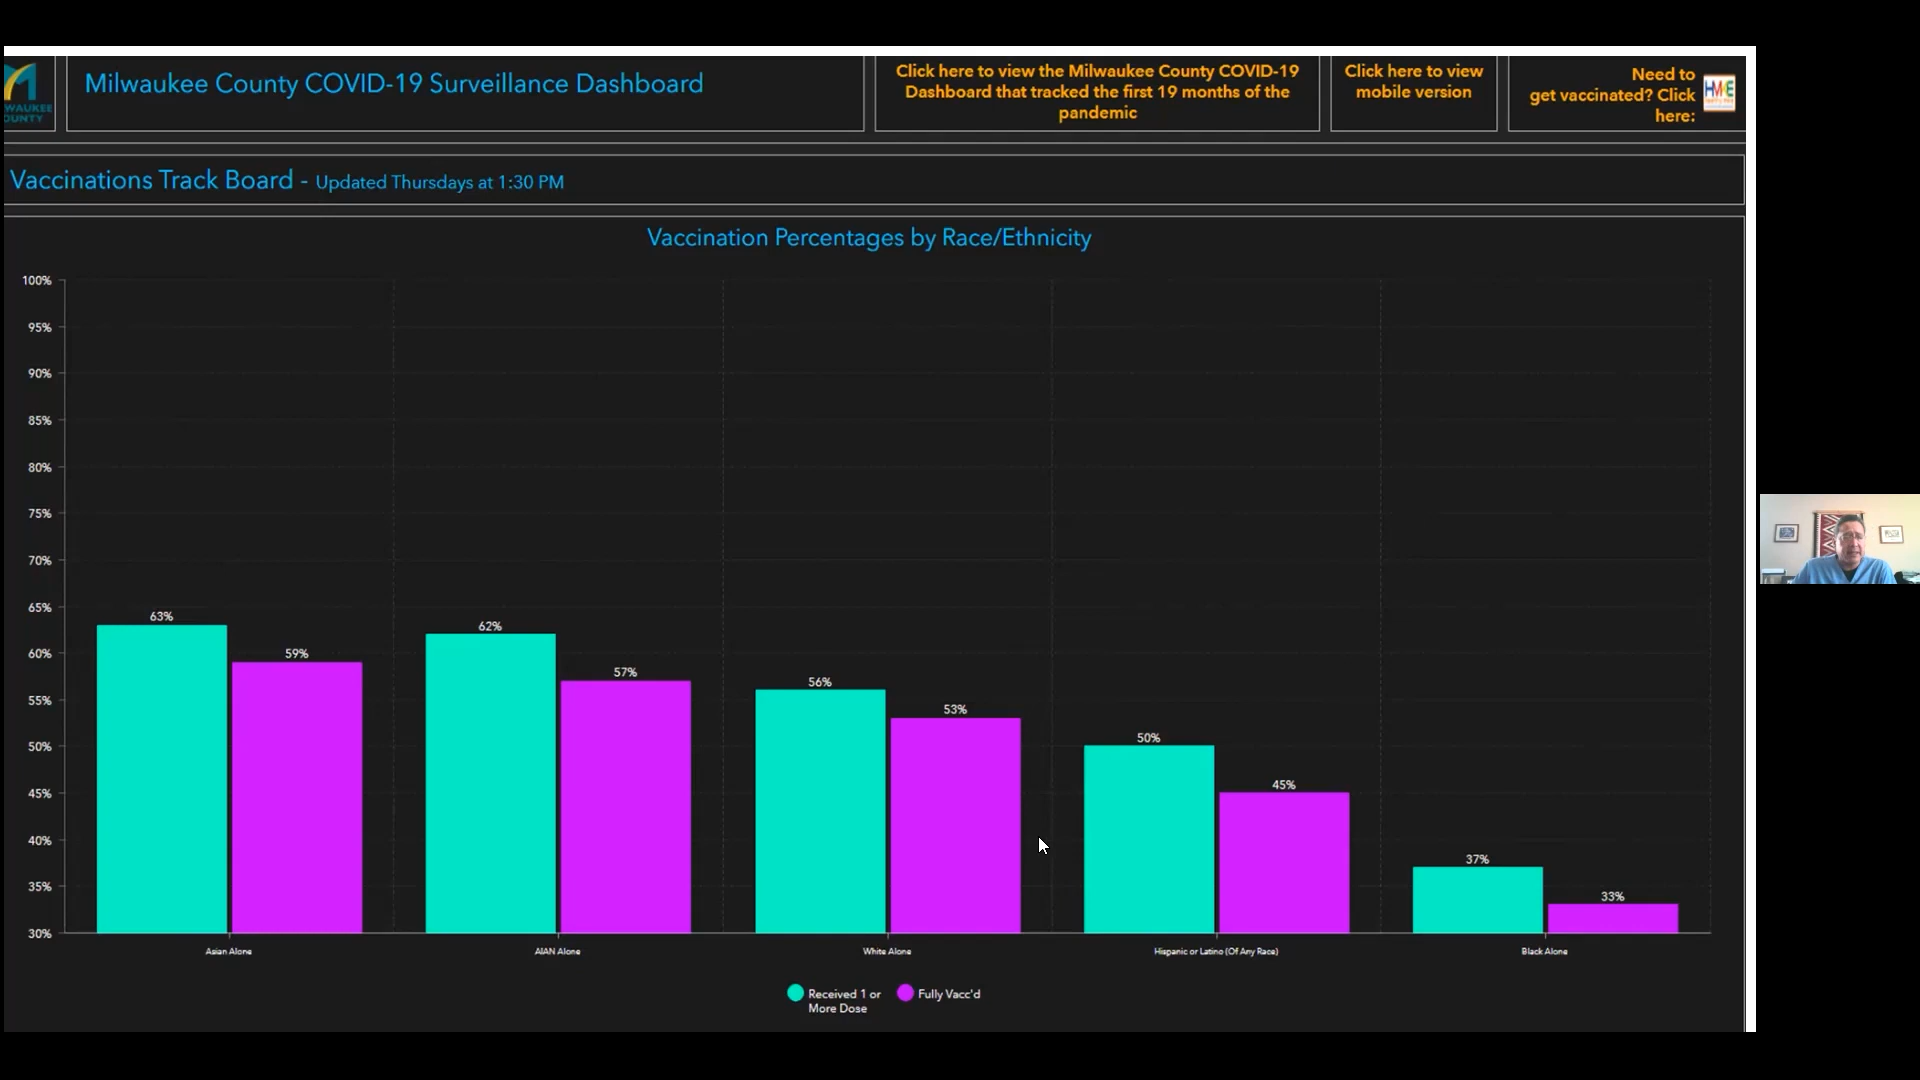 WAUKEE
COUNTY
Milwaukee County COVID-19 Surveillance Dashboard
Click here to view the Milwaukee County COVID-19
Dashboard that tracked the first 19 months of the
pandemic
Click here to view
mobile version
Need to
get vaccinated? Click
here:
HMKE
Vaccinations Track Board - Updated Thursdays at 1:30 PM
Vaccination Percentages by Race/Ethnicity
100%
95%
90%
85%
80%
75%
70%
65%
60%
55%
50%
45%
40%
35%
30%
63%
59%
62%
57%
56%
53%
50%
45%
37%
33%
Asian Alone
AIAN Alone
White Alone
Hispanic or Latino (Of Any Race)
Black Alone
Received 1 or
More Dose
Fully Vacc'd